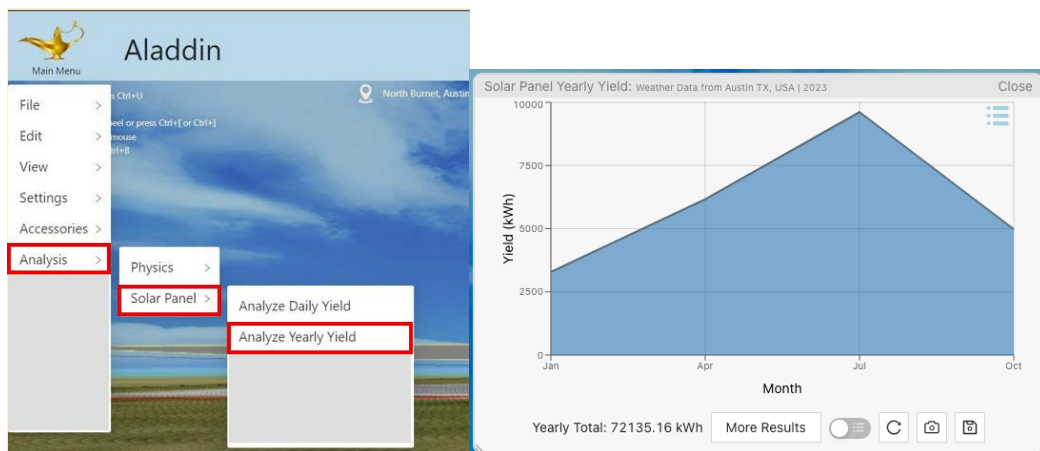 Aladdin
Main Menu
File >
Edit >
View >
Settings >
Accessories >
Analysis >
s Ctrl+U
eel or press Ctrl+[ or Ctrl+]
mouse
trl+B
North Burnet, Austin
Physics >
Solar Panel >
Analyze Daily Yield
Analyze Yearly Yield
Solar Panel Yearly Yield: Weather Data from Austin TX, USA | 2023
Close
10000
7500
5000
2500
0
Yield (kWh)
Jan Apr Jul Oct
Month
Yearly Total: 72135.16 kWh More Results